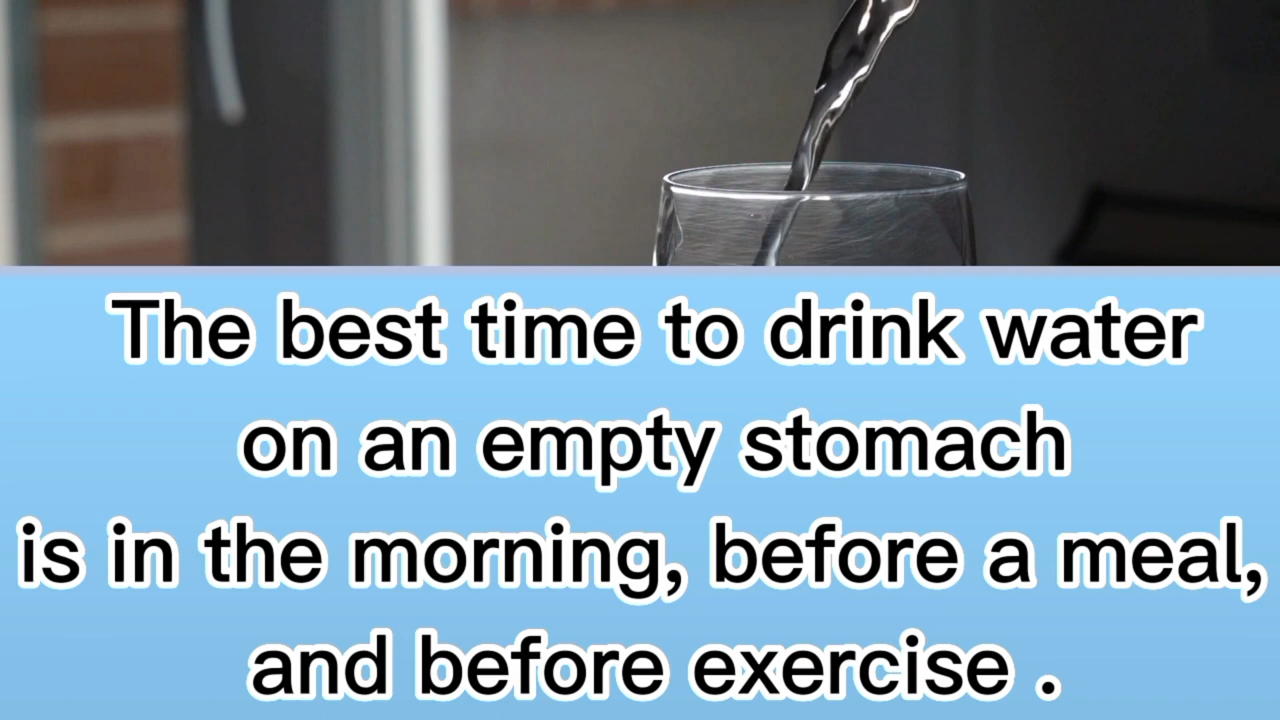 The best time to drink water
on an empty stomach
is in the morning, before a meal,
and before exercise .